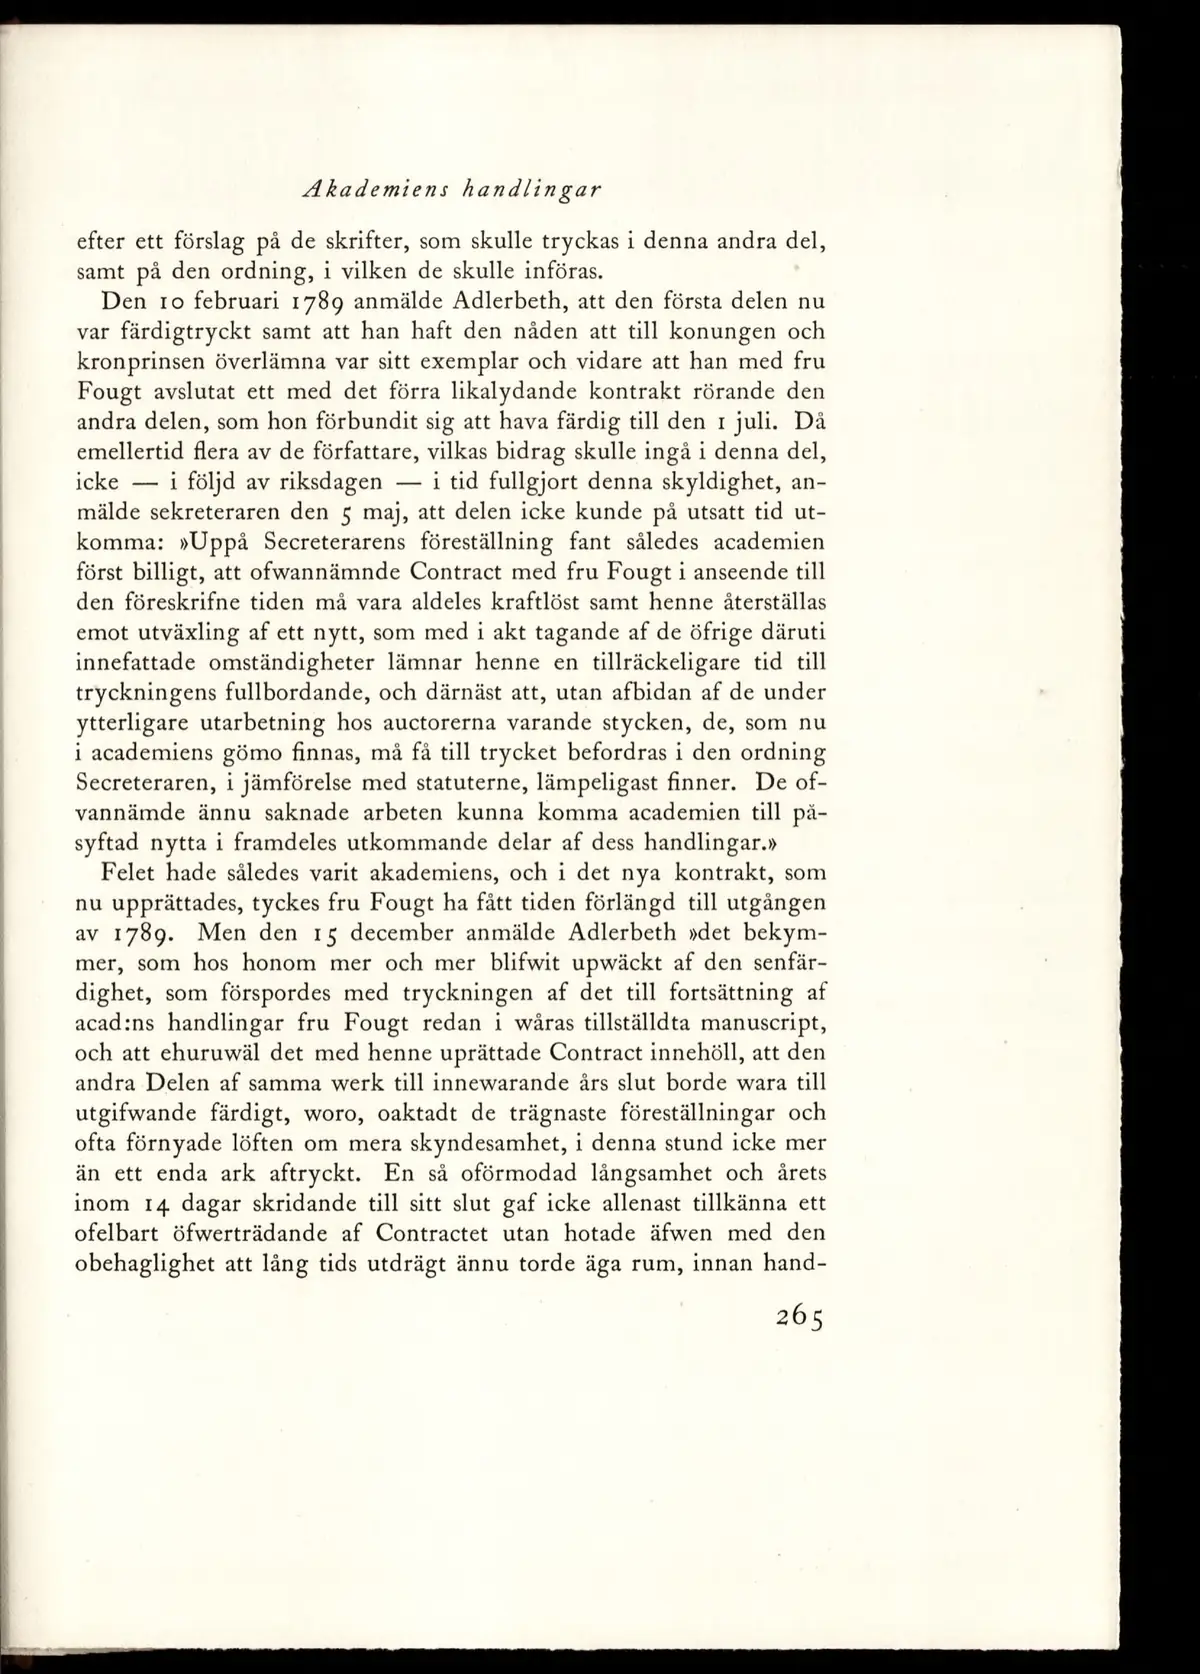 Akademiens handlingar
efter ett förslag på de skrifter, som skulle tryckas i denna andra del,
samt på den ordning, i vilken de skulle införas.
Den 10 februari 1789 anmälde Adlerbeth, att den första delen nu
var färdigtryckt samt att han haft den nåden att till konungen och
kronprinsen överlämna var sitt exemplar och vidare att han med fru
Fougt avslutat ett med det förra likalydande kontrakt rörande den
andra delen, som hon förbundit sig att hava färdig till den 1 juli. Då
emellertid flera av de författare, vilkas bidrag skulle ingå i denna del,
icke — i följd av riksdagen — i tid fullgjort denna skyldighet, an-
mälde sekreteraren den 5 maj, att delen icke kunde på utsatt tid ut-
komma: »Uppå Secreterarens föreställning fant således academien
först billigt, att ofwannämnde Contract med fru Fougt i anseende till
den föreskrifne tiden må vara aldeles kraftlöst samt henne återställas
emot utväxling af ett nytt, som med i akt tagande af de öfrige däruti
innefattade omständigheter lämnar henne en tillräckeligare tid till
tryckningens fullbordande, och därnäst att, utan afbidan af de under
ytterligare utarbetning hos auctorerna varande stycken, de, som nu
i academiens gömo finnas, må få till trycket befordras i den ordning
Secreteraren, i jämförelse med statuterne, lämpeligast finner. De of-
vannämde ännu saknade arbeten kunna komma academien till på-
syftad nytta i framdeles utkommande delar af dess handlingar.»
Felet hade således varit akademiens, och i det nya kontrakt, som
nu upprättades, tyckes fru Fougt ha fått tiden förlängd till utgången
av 1789. Men den 15 december anmälde Adlerbeth »det bekym-
mer, som hos honom mer och mer blifwit upwäckt af den senfär-
dighet, som förspordes med tryckningen af det till fortsättning af
acad:ns handlingar fru Fougt redan i wåras tillställdta manuscript,
och att ehuruwäl det med henne uprättade Contract innehöll, att den
andra Delen af samma werk till innewarande års slut borde wara till
utgifwande färdigt, woro, oaktadt de trägnaste föreställningar och
ofta förnyade löften om mera skyndesamhet, i denna stund icke mer
än ett enda ark aftryckt. En så oförmodad långsamhet och årets
inom 14 dagar skridande till sitt slut gaf icke allenast tillkänna ett
ofelbart öfwerträdande af Contractet utan hotade äfwen med den
obehaglighet att lång tids utdrägt ännu torde äga rum, innan hand-
265